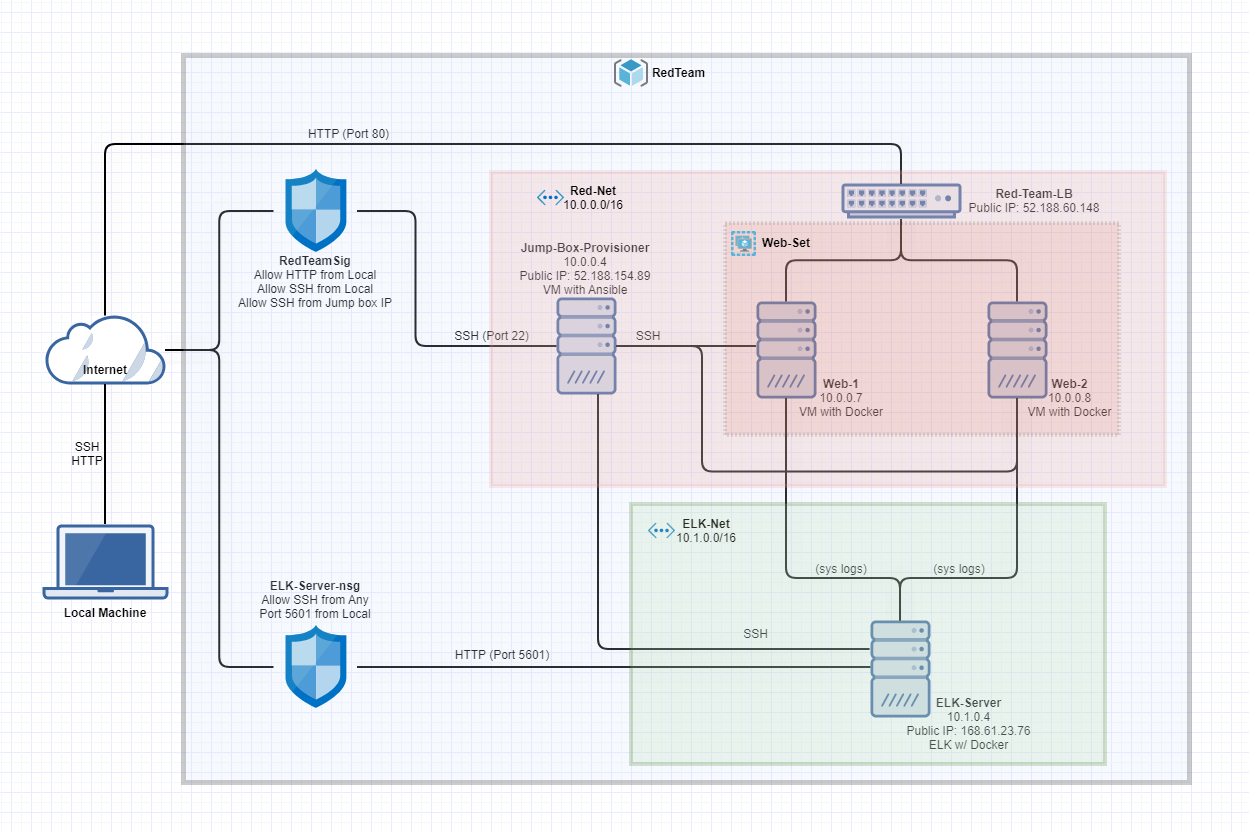 RedTeam
HTTP (Port 80)
Red-Net
10.0.0.0/16
Red-Team-LB
Public IP: 52.188.60.148
Web-Set
Jump-Box-Provisioner
10.0.0.4
Public IP: 52.188.154.89
VM with Ansible
RedTeamSig
Allow HTTP from Local
Allow SSH from Local
Allow SSH from Jump box IP
SSH (Port 22)
SSH
Internet
Web-1
10.0.0.7
VM with Docker
Web-2
10.0.0.8
VM with Docker
SSH
HTTP
ELK-Net
10.1.0.0/16
(sys logs)
(sys logs)
Local Machine
ELK-Server-nsg
Allow SSH from Any
Port 5601 from Local
SSH
HTTP (Port 5601)
ELK-Server
10.1.0.4
Public IP: 168.61.23.76
ELK w/ Docker